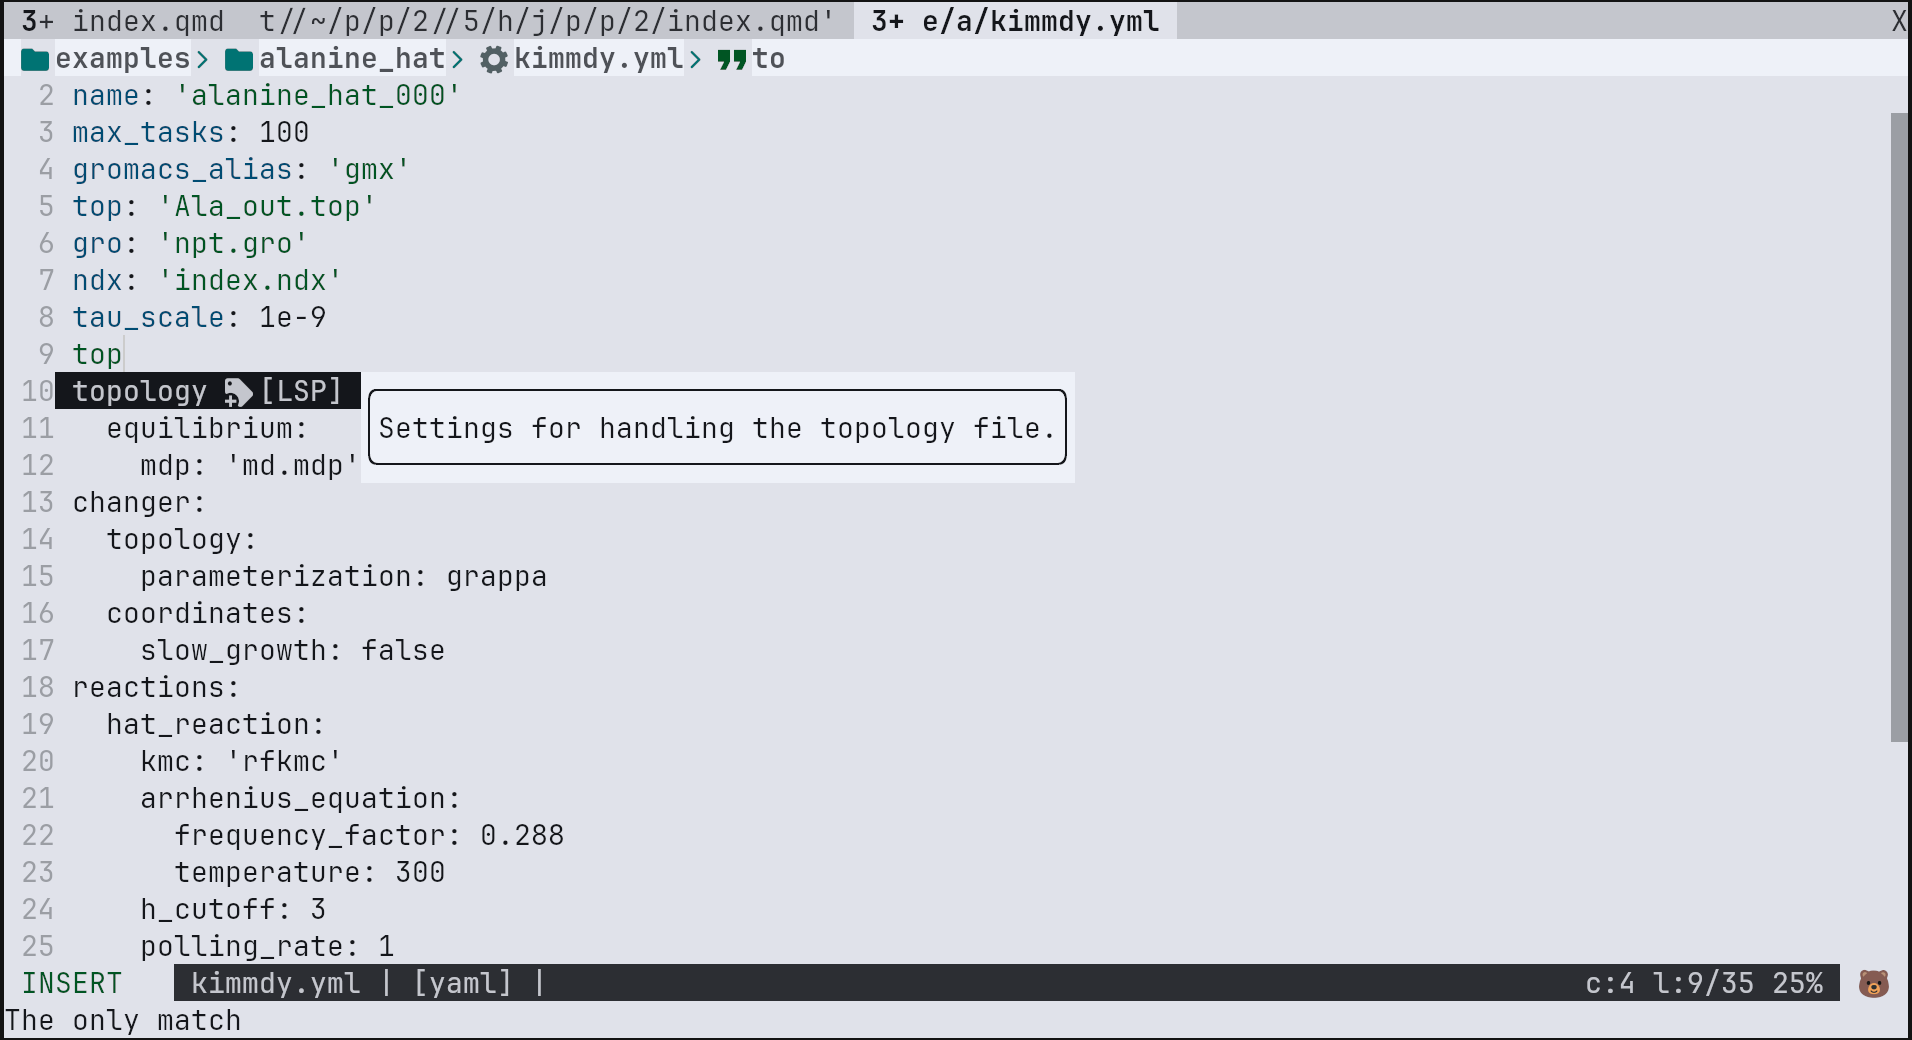 3+ index.qmd  t//~/p/p/2//5/h/j/p/p/2/index.qmd'  3+ e/a/kimmdy.yml X
examples> alanine_hat> kimmdy.yml> to
2 name: 'alanine_hat_000'
3 max_tasks: 100
4 gromacs_alias: 'gmx'
5 top: 'Ala_out.top'
6 gro: 'npt.gro'
7 ndx: 'index.ndx'
8 tau_scale: 1e-9
9 top
10 topology [LSP]
Settings for handling the topology file.
11   equilibrium:
12     mdp: 'md.mdp'
13 changer:
14   topology:
15     parameterization: grappa
16   coordinates:
17     slow_growth: false
18 reactions:
19   hat_reaction:
20     kmc: 'rfkmc'
21     arrhenius_equation:
22       frequency_factor: 0.288
23       temperature: 300
24     h_cutoff: 3
25     polling_rate: 1
INSERT kimmdy.yml | [yaml] | c:4 l:9/35 25%
The only match